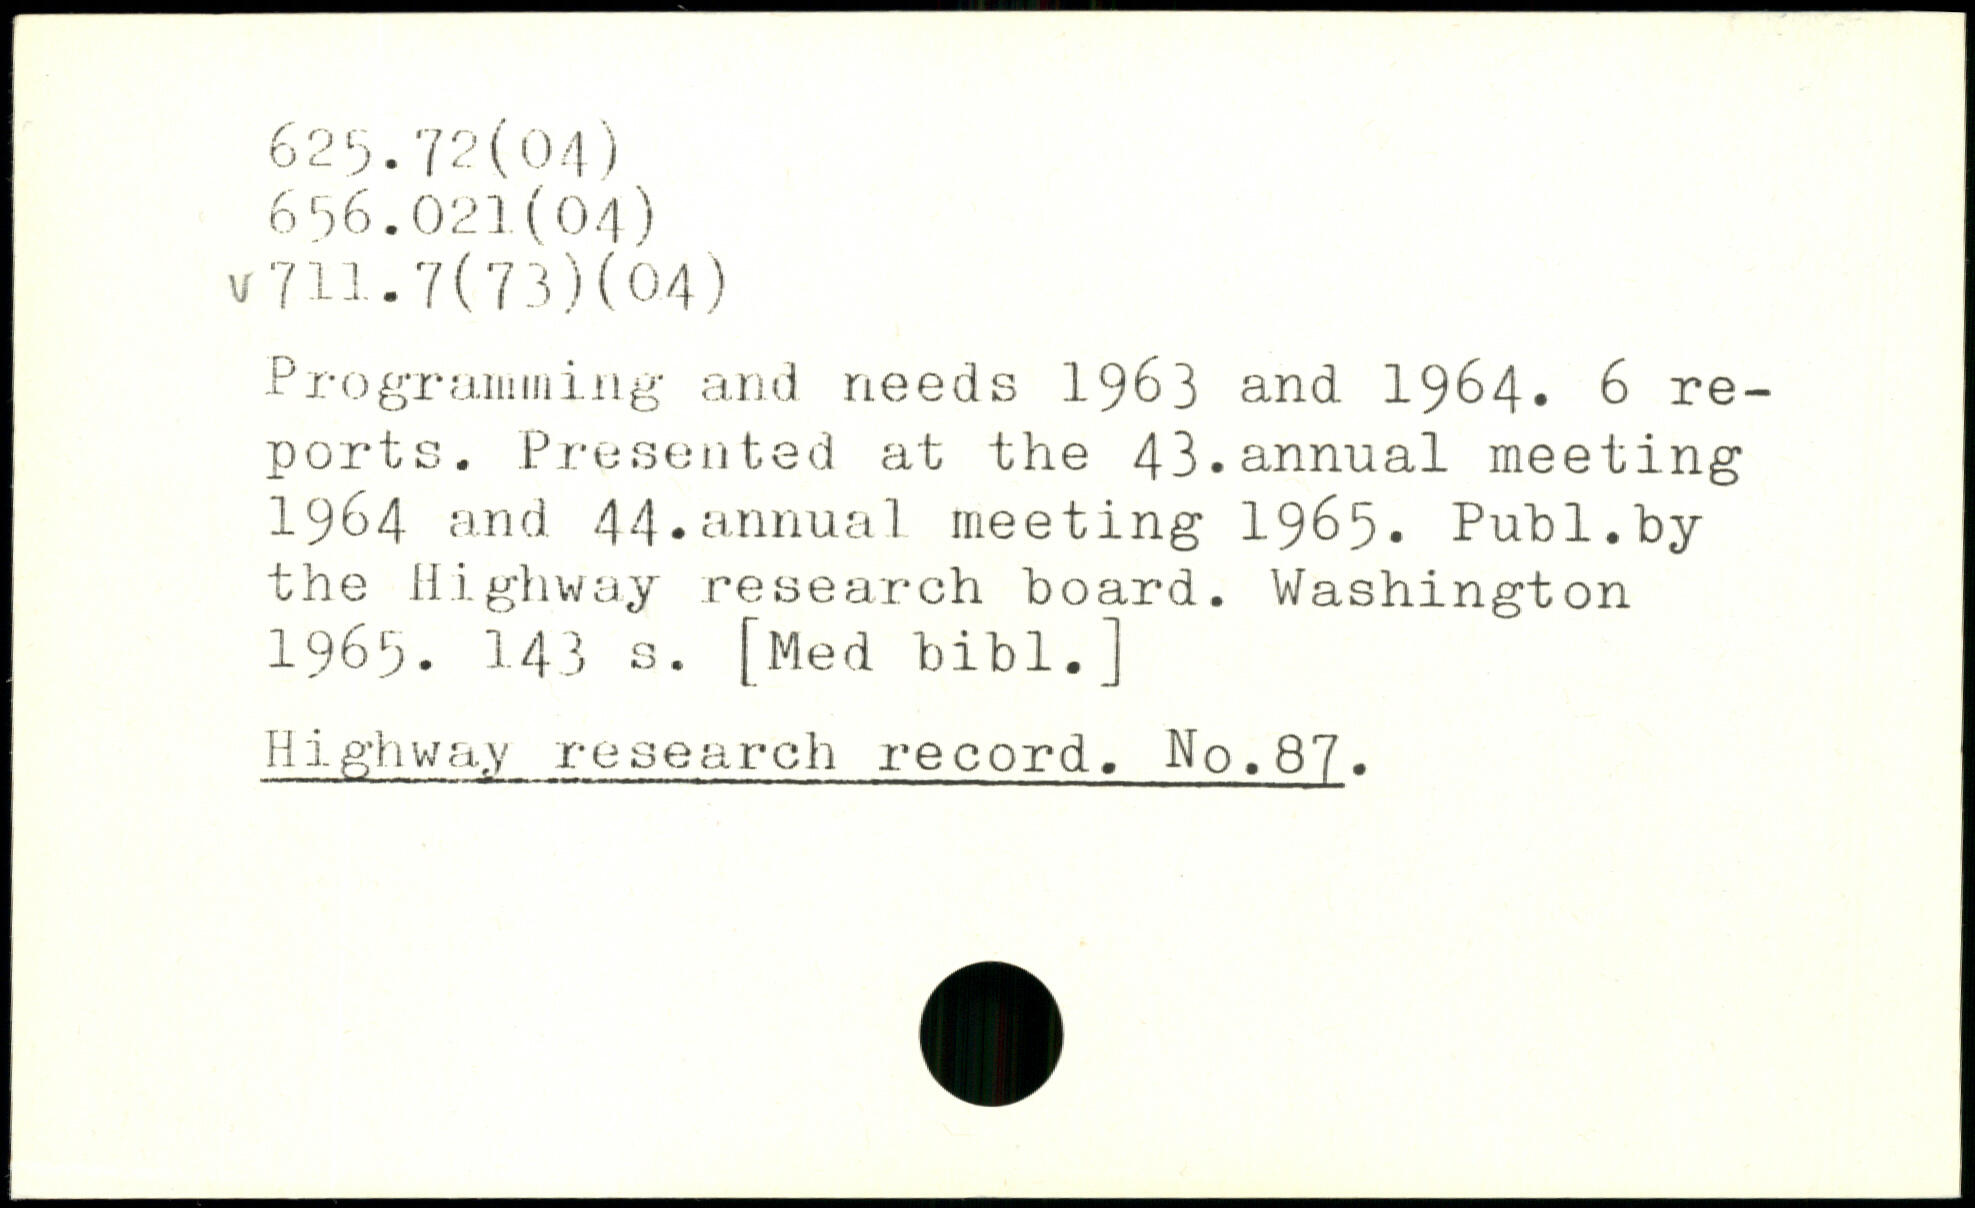 625.72(04)
656.021(04)
v 711.7(73)(04)
Programming and needs 1963 and 1964. 6 re-
ports. Presented at the 43.annual meeting
1964 and 44.annual meeting 1965. Publ.by
the Highway research board. Washington
1965. 143 s. [Med bibl.]
Highway research record. No.87.